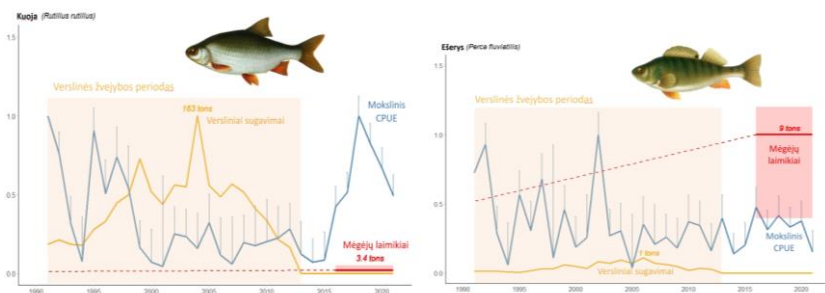 Kuoja (Rutilus rutilus)
1.5
Verslinės žvejybos periodas
163 tons
Versliniai sugavimai
Mokslinis
CPUE
1.0
0.5
Mėgėjų laimikiai
3.4 tons
0.0
1990 1995 2000 2005 2010 2015 2020
Ešerys (Perca fluviatilis)
1.5
Verslinės žvejybos periodas
1.0
9 tons
Mėgėjų
laimikiai
0.5
Mokslinis
CPUE
1 tons
Versliniai sugavimai
0.0
1990 1995 2000 2005 2010 2015 2020